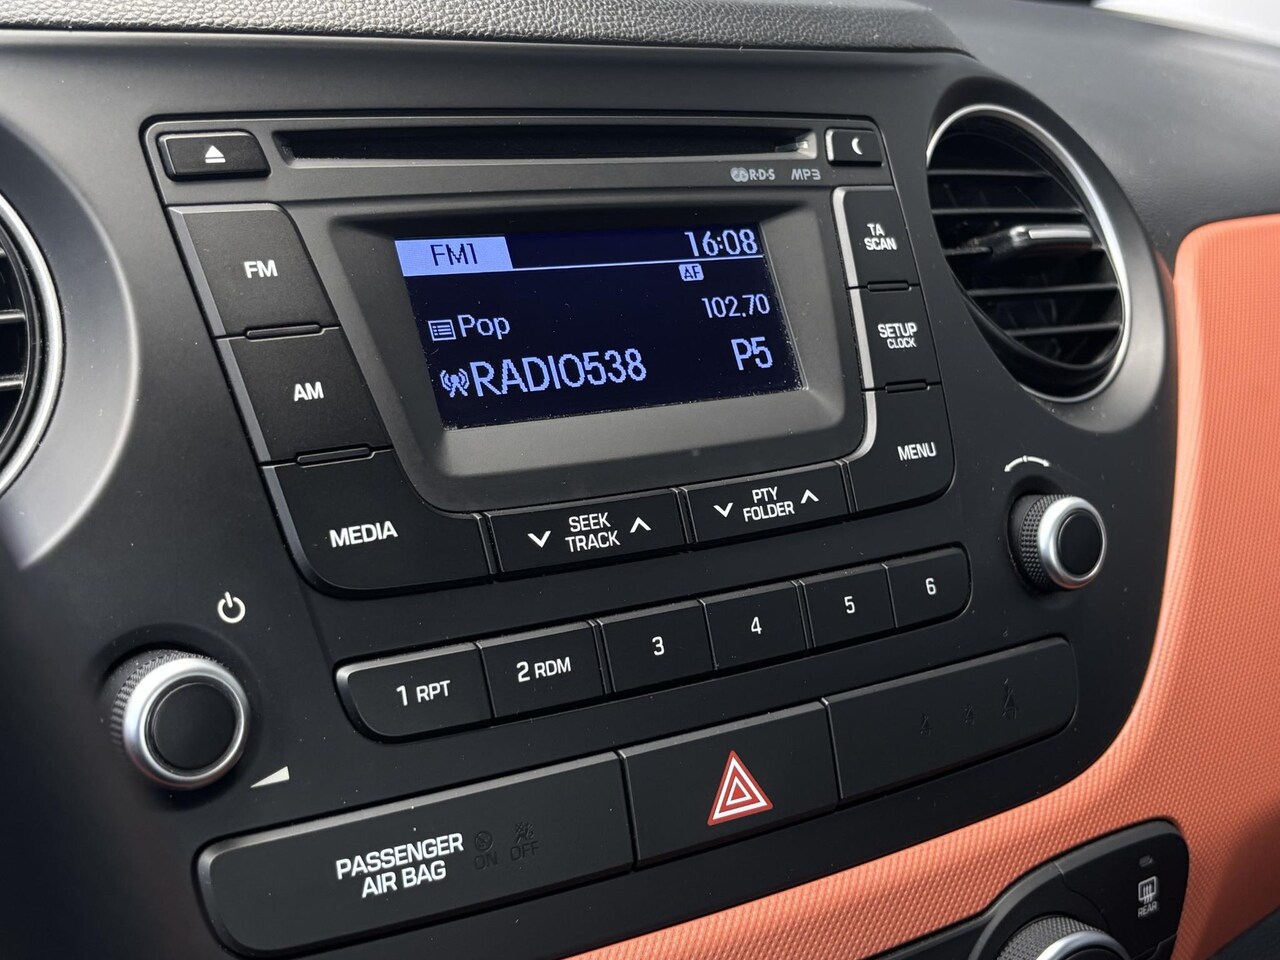 R·D·S MP3
FM1 16:08
AF
102.70
Pop
RADIO538 P5
FM
AM
MEDIA
TA
SCAN
SETUP
CLOCK
MENU
SEEK
TRACK
PTY
FOLDER
1 RPT 2 RDM 3 4 5 6
PASSENGER
AIR BAG
ON OFF
REAR